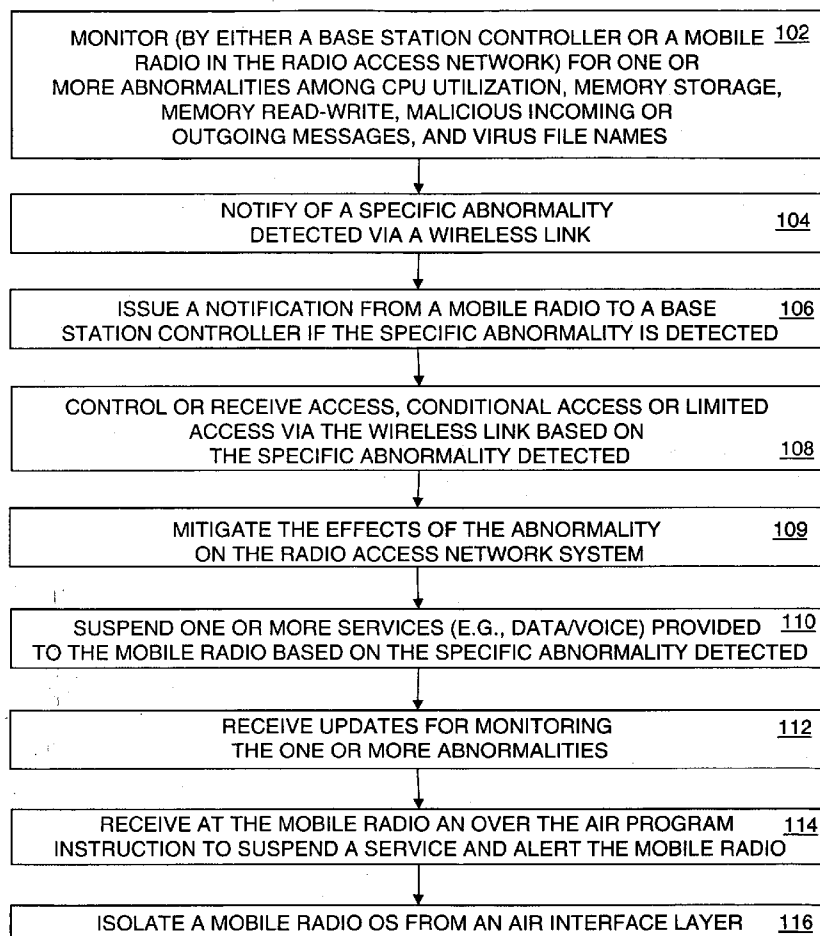 MONITOR (BY EITHER A BASE STATION CONTROLLER OR A MOBILE 102
RADIO IN THE RADIO ACCESS NETWORK) FOR ONE OR
MORE ABNORMALITIES AMONG CPU UTILIZATION, MEMORY STORAGE,
MEMORY READ-WRITE, MALICIOUS INCOMING OR
OUTGOING MESSAGES, AND VIRUS FILE NAMES
NOTIFY OF A SPECIFIC ABNORMALITY
DETECTED VIA A WIRELESS LINK 104
ISSUE A NOTIFICATION FROM A MOBILE RADIO TO A BASE 106
STATION CONTROLLER IF THE SPECIFIC ABNORMALITY IS DETECTED
CONTROL OR RECEIVE ACCESS, CONDITIONAL ACCESS OR LIMITED
ACCESS VIA THE WIRELESS LINK BASED ON
THE SPECIFIC ABNORMALITY DETECTED 108
MITIGATE THE EFFECTS OF THE ABNORMALITY 109
ON THE RADIO ACCESS NETWORK SYSTEM
SUSPEND ONE OR MORE SERVICES (E.G., DATA/VOICE) PROVIDED 110
TO THE MOBILE RADIO BASED ON THE SPECIFIC ABNORMALITY DETECTED
RECEIVE UPDATES FOR MONITORING 112
THE ONE OR MORE ABNORMALITIES
RECEIVE AT THE MOBILE RADIO AN OVER THE AIR PROGRAM 114
INSTRUCTION TO SUSPEND A SERVICE AND ALERT THE MOBILE RADIO
ISOLATE A MOBILE RADIO OS FROM AN AIR INTERFACE LAYER 116